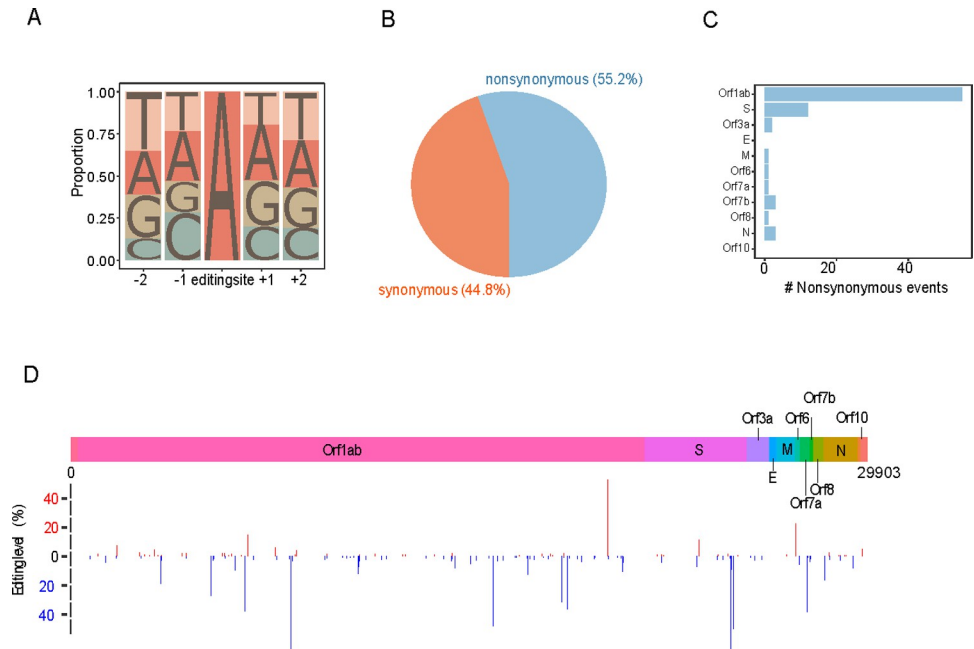 A
B
C
Proportion
1.00
0.75
0.50
0.25
0.00
T
A
G
C
T
A
G
C
A
T
A
G
C
T
A
G
C
-2
-1
editingsite
+1
+2
nonsynonymous (55.2%)
synonymous (44.8%)
Orf1ab
S
Orf3a
E
M
Orf6
Orf7a
Orf7b
Orf8
N
Orf10
0
20
40
# Nonsynonymous events
D
Orf7b
Orf3a
Orf6
Orf10
Orf1ab
S
M
N
0
E
Orf8
29903
Orf7a
Editinglevel (%)
40
20
0
20
40